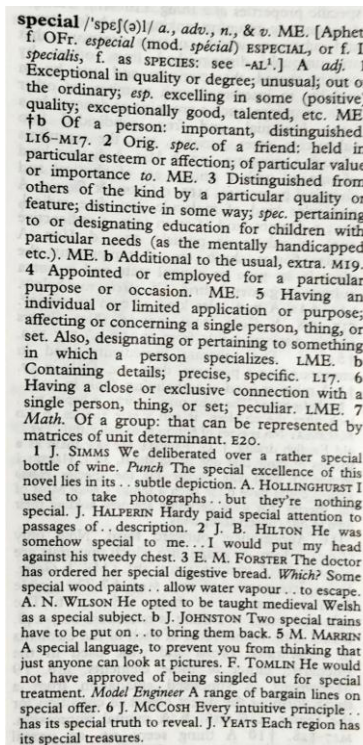 special /ˈspɛʃ(ə)l/ a., adv., n., & v. ME. [Aphet
f. OFr. especial (mod. spécial) ESPECIAL, or f. L
specialis, f. as SPECIES: see -AL¹.] A adj.
Exceptional in quality or degree; unusual; out o
the ordinary; esp. excelling in some (positive
quality; exceptionally good, talented, etc. ME
†b Of a person: important, distinguished
L16–M17. 2 Orig. spec. of a friend: held in
particular esteem or affection; of particular value
or importance to. ME. 3 Distinguished from
others of the kind by a particular quality or
feature; distinctive in some way; spec. pertaining
to or designating education for children with
particular needs (as the mentally handicapped
etc.). ME. b Additional to the usual, extra. M19.
4 Appointed or employed for a particular
purpose or occasion. ME. 5 Having an
individual or limited application or purpose;
affecting or concerning a single person, thing, or
set. Also, designating or pertaining to something
in which a person specializes. LME. b
Containing details; precise, specific. L17. 6
Having a close or exclusive connection with a
single person, thing, or set; peculiar. LME. 7
Math. Of a group: that can be represented by
matrices of unit determinant. E20.
1 J. SIMMS We deliberated over a rather special
bottle of wine. Punch The special excellence of this
novel lies in its . . subtle depiction. A. HOLLINGHURST I
used to take photographs . . but they're nothing
special. J. HALPERIN Hardy paid special attention to
passages of . . description. 2 J. B. HILTON He was
somehow special to me. . . I would put my head
against his tweedy chest. 3 E. M. FORSTER The doctor
has ordered her special digestive bread. Which? Some
special wood paints . . allow water vapour . . to escape.
A. N. WILSON He opted to be taught medieval Welsh
as a special subject. b J. JOHNSTON Two special trains
have to be put on . . to bring them back. 5 M. MARRIN
A special language, to prevent you from thinking that
just anyone can look at pictures. F. TOMLIN He would
not have approved of being singled out for special
treatment. Model Engineer A range of bargain lines on
special offer. 6 J. MCCOSH Every intuitive principle . .
has its special truth to reveal. J. YEATS Each region has
its special treasures.